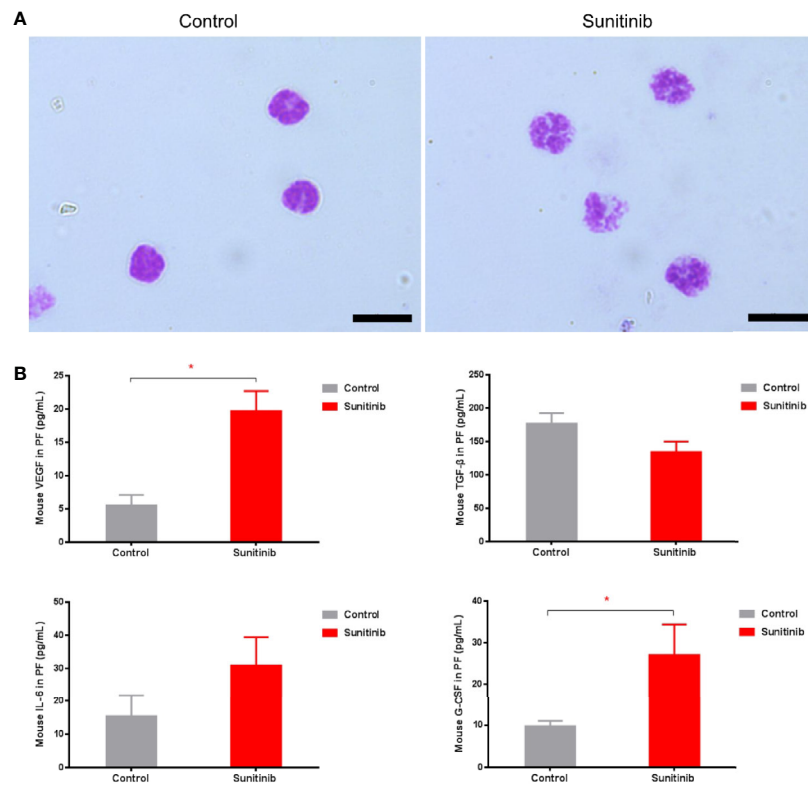 A
Control
Sunitinib
B
Mouse VEGF in PF (pg/mL)
25
20
15
10
5
0
*
Control
Sunitinib
Control
Sunitinib
Mouse TGF-β in PF (pg/mL)
250
200
150
100
50
0
Control
Sunitinib
Control
Sunitinib
Mouse IL-6 in PF (pg/mL)
50
40
30
20
10
0
Control
Sunitinib
Control
Sunitinib
Mouse G-CSF in PF (pg/mL)
40
30
20
10
0
*
Control
Sunitinib
Control
Sunitinib